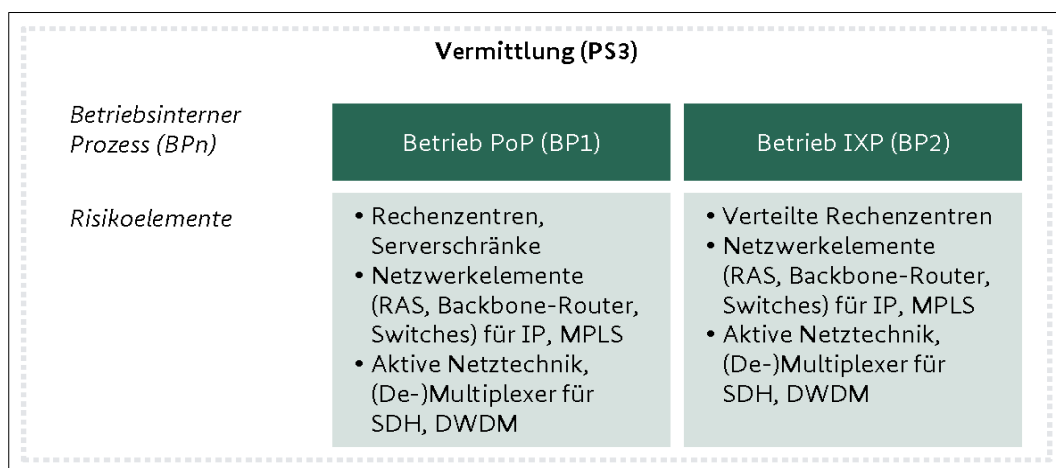 Vermittlung (PS3)
Betriebsinterner
Prozess (BPn)
Betrieb PoP (BP1)
Betrieb IXP (BP2)
Risikoelemente
• Rechenzentren,
Serverschränke
• Netzwerkelemente
(RAS, Backbone-Router,
Switches) für IP, MPLS
• Aktive Netztechnik,
(De-)Multiplexer für
SDH, DWDM
• Verteilte Rechenzentren
• Netzwerkelemente
(RAS, Backbone-Router,
Switches) für IP, MPLS
• Aktive Netztechnik,
(De-)Multiplexer für
SDH, DWDM